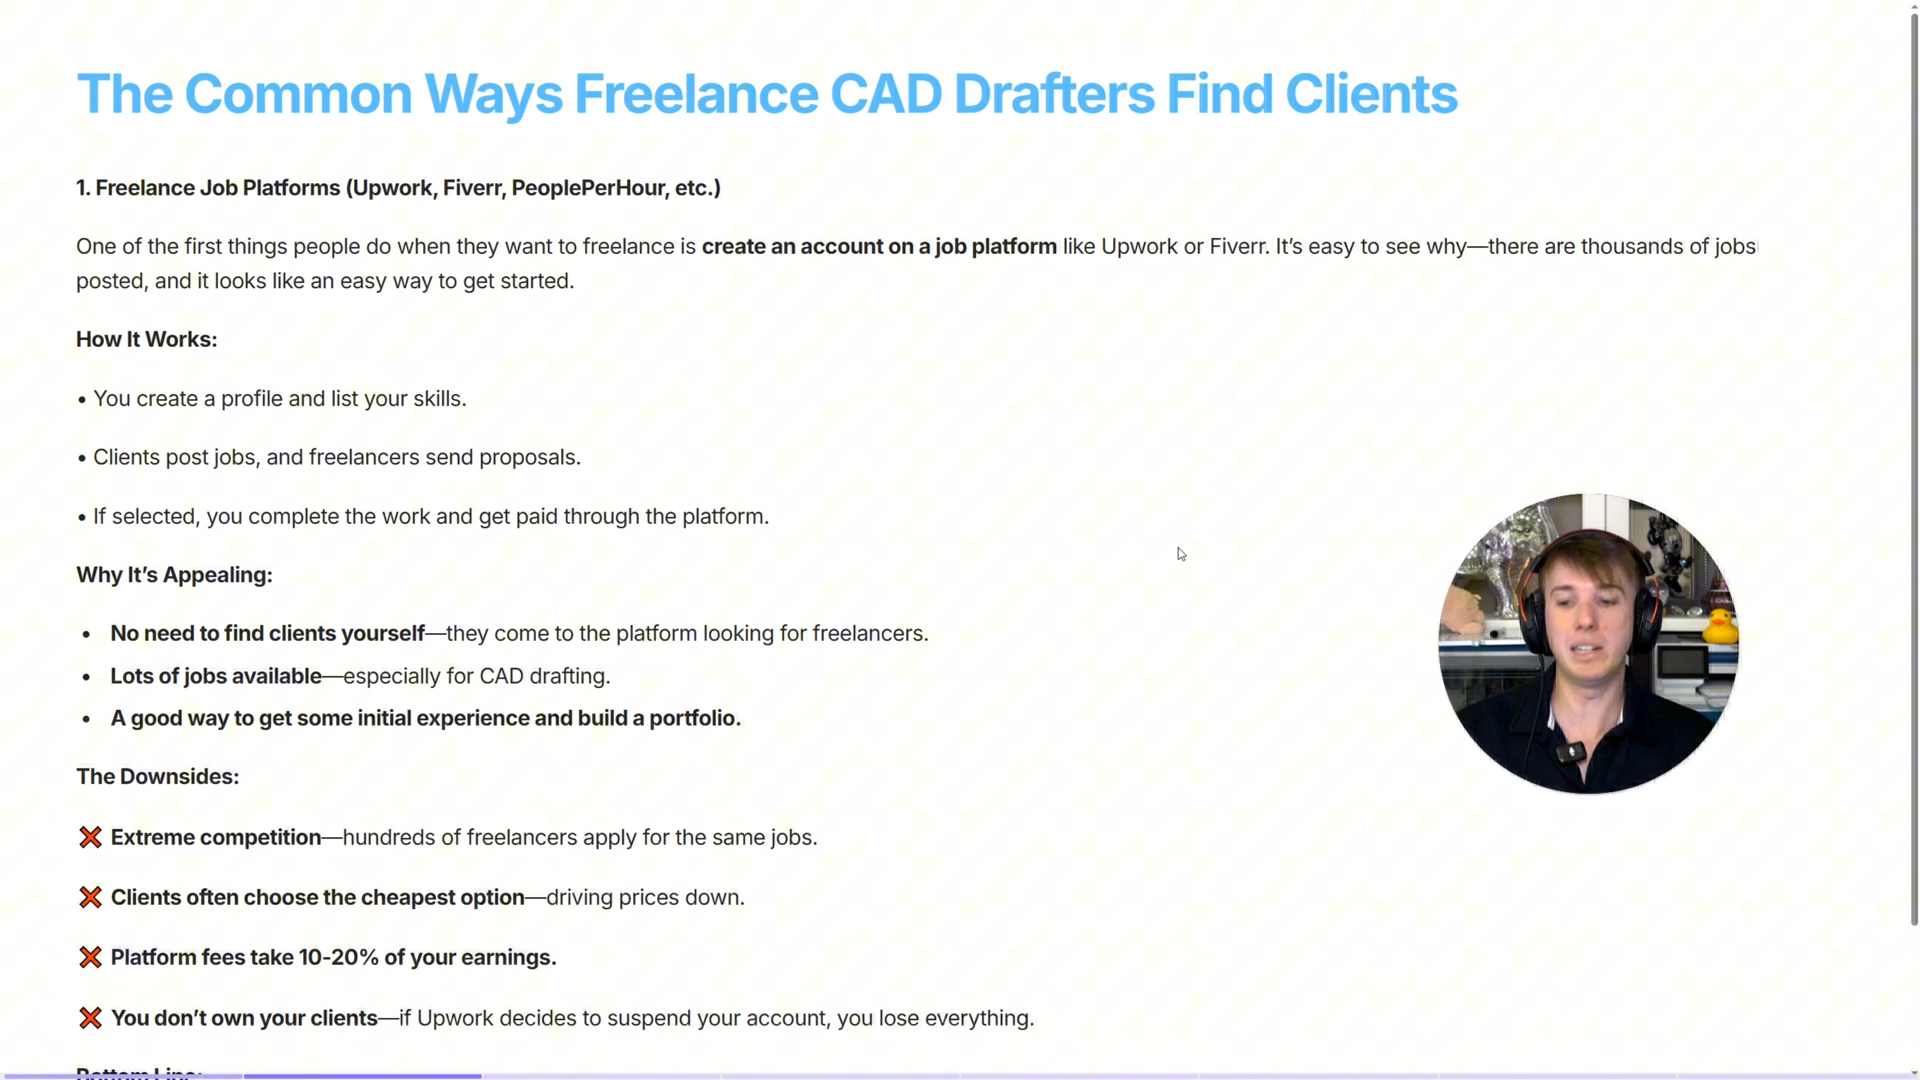 The Common Ways Freelance CAD Drafters Find Clients
1. Freelance Job Platforms (Upwork, Fiverr, PeoplePerHour, etc.)
One of the first things people do when they want to freelance is create an account on a job platform like Upwork or Fiverr. It’s easy to see why—there are thousands of jobs
posted, and it looks like an easy way to get started.
How It Works:
• You create a profile and list your skills.
• Clients post jobs, and freelancers send proposals.
• If selected, you complete the work and get paid through the platform.
Why It’s Appealing:
• No need to find clients yourself—they come to the platform looking for freelancers.
• Lots of jobs available—especially for CAD drafting.
• A good way to get some initial experience and build a portfolio.
The Downsides:
❌ Extreme competition—hundreds of freelancers apply for the same jobs.
❌ Clients often choose the cheapest option—driving prices down.
❌ Platform fees take 10-20% of your earnings.
❌ You don’t own your clients—if Upwork decides to suspend your account, you lose everything.
Bottom Line: